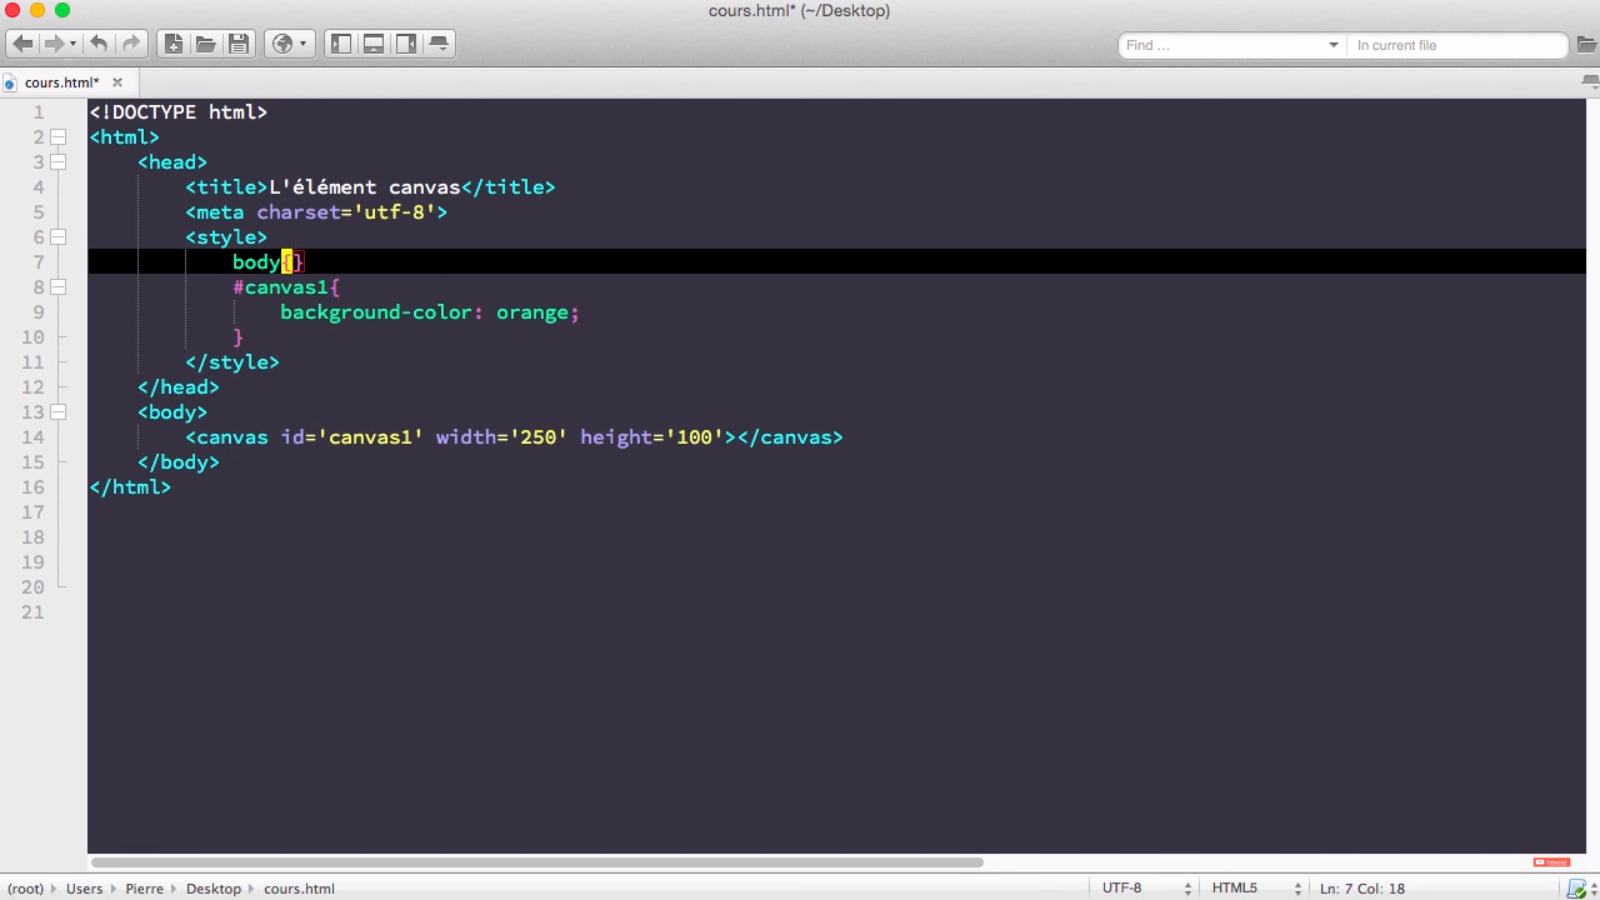 cours.html* (~/Desktop)
Find ...
In current file
cours.html*
1 <!DOCTYPE html>
2 <html>
3 <head>
4 <title>L'élément canvas</title>
5 <meta charset='utf-8'>
6 <style>
7 body{}
8 #canvas1{
9 background-color: orange;
10 }
11 </style>
12 </head>
13 <body>
14 <canvas id='canvas1' width='250' height='100'></canvas>
15 </body>
16 </html>
17
18
19
20
21
(root) Users Pierre Desktop cours.html
UTF-8 HTML5 Ln: 7 Col: 18